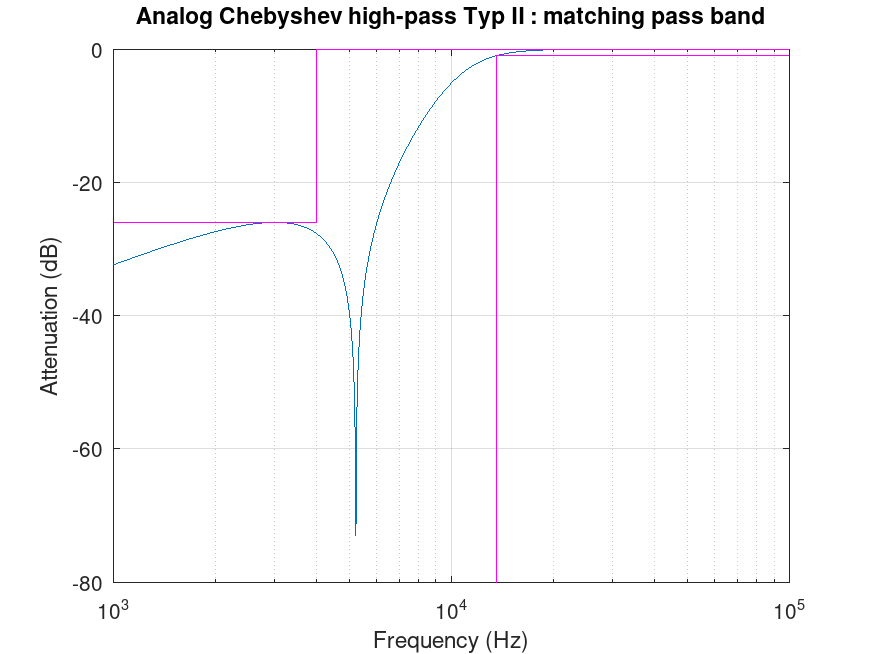 Analog Chebyshev high-pass Typ II : matching pass band
Attenuation (dB)
0
-20
-40
-60
-80
10³
10⁴
10⁵
Frequency (Hz)